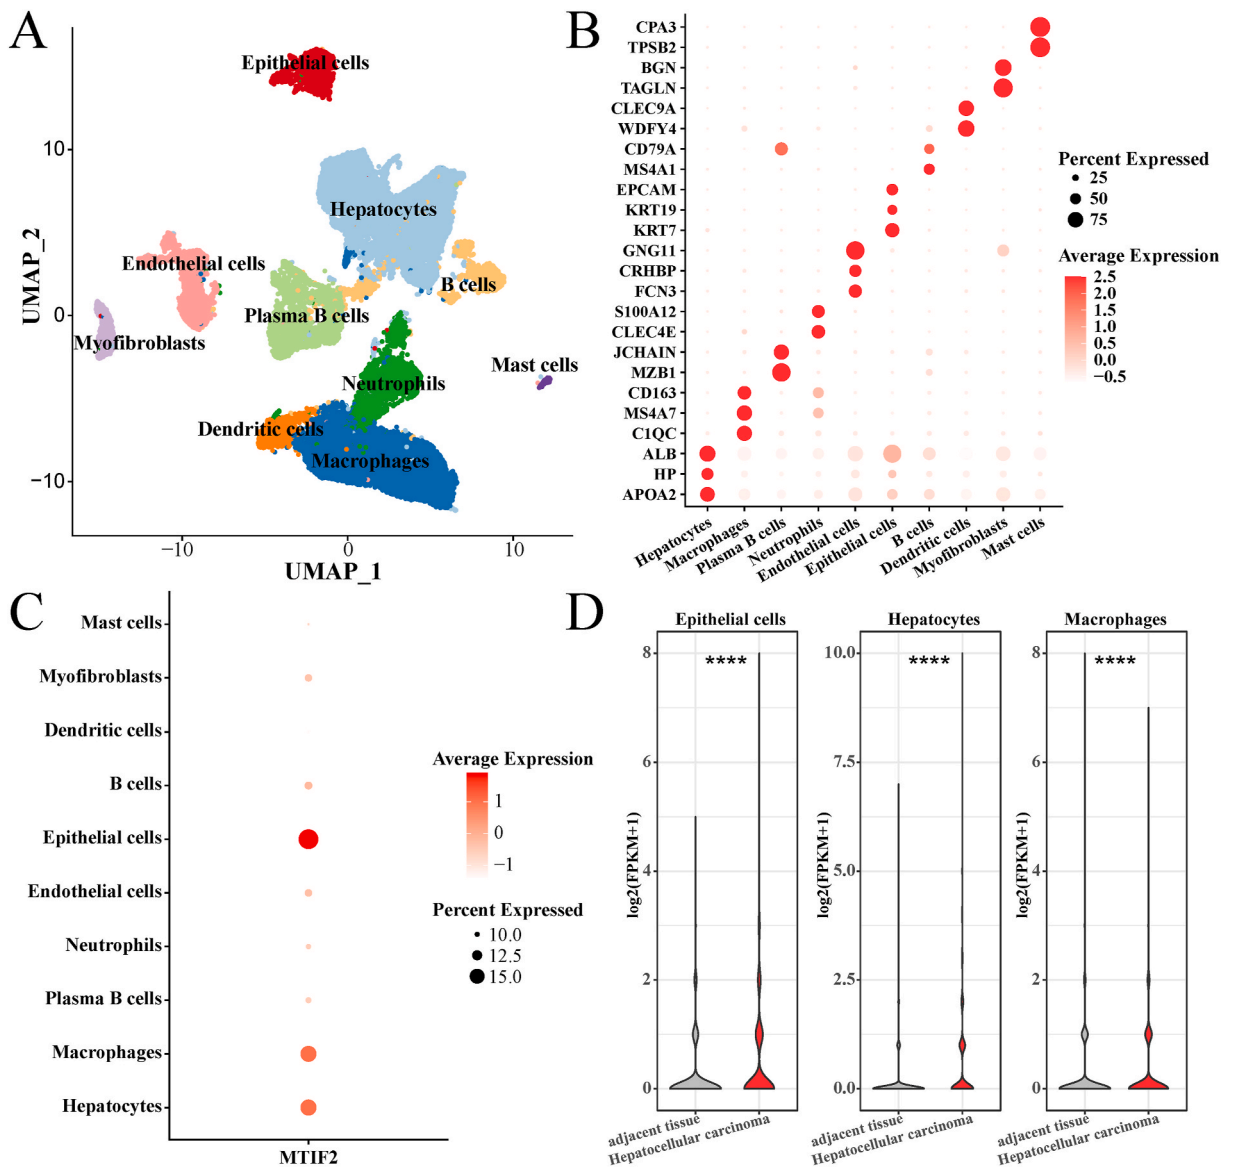 A
Epithelial cells
Hepatocytes
Endothelial cells
B cells
Plasma B cells
Myofibroblasts
Mast cells
Neutrophils
Dendritic cells
Macrophages
10
0
−10
UMAP_2
−10
0
10
UMAP_1
B
CPA3
TPSB2
BGN
TAGLN
CLEC9A
WDFY4
CD79A
MS4A1
EPCAM
KRT19
KRT7
GNG11
CRHBP
FCN3
S100A12
CLEC4E
JCHAIN
MZB1
CD163
MS4A7
C1QC
ALB
HP
APOA2
Hepatocytes
Macrophages
Plasma B cells
Neutrophils
Endothelial cells
Epithelial cells
B cells
Dendritic cells
Myofibroblasts
Mast cells
Percent Expressed
25
50
75
Average Expression
2.5
2.0
1.5
1.0
0.5
0.0
−0.5
C
Mast cells
Myofibroblasts
Dendritic cells
B cells
Epithelial cells
Endothelial cells
Neutrophils
Plasma B cells
Macrophages
Hepatocytes
MTIF2
Average Expression
1
0
−1
Percent Expressed
10.0
12.5
15.0
D
Epithelial cells
****
8
6
4
2
0
log2(FPKM+1)
adjacent tissue
Hepatocellular carcinoma
Hepatocytes
****
10.0
7.5
5.0
2.5
0.0
log2(FPKM+1)
adjacent tissue
Hepatocellular carcinoma
Macrophages
****
8
6
4
2
0
log2(FPKM+1)
adjacent tissue
Hepatocellular carcinoma